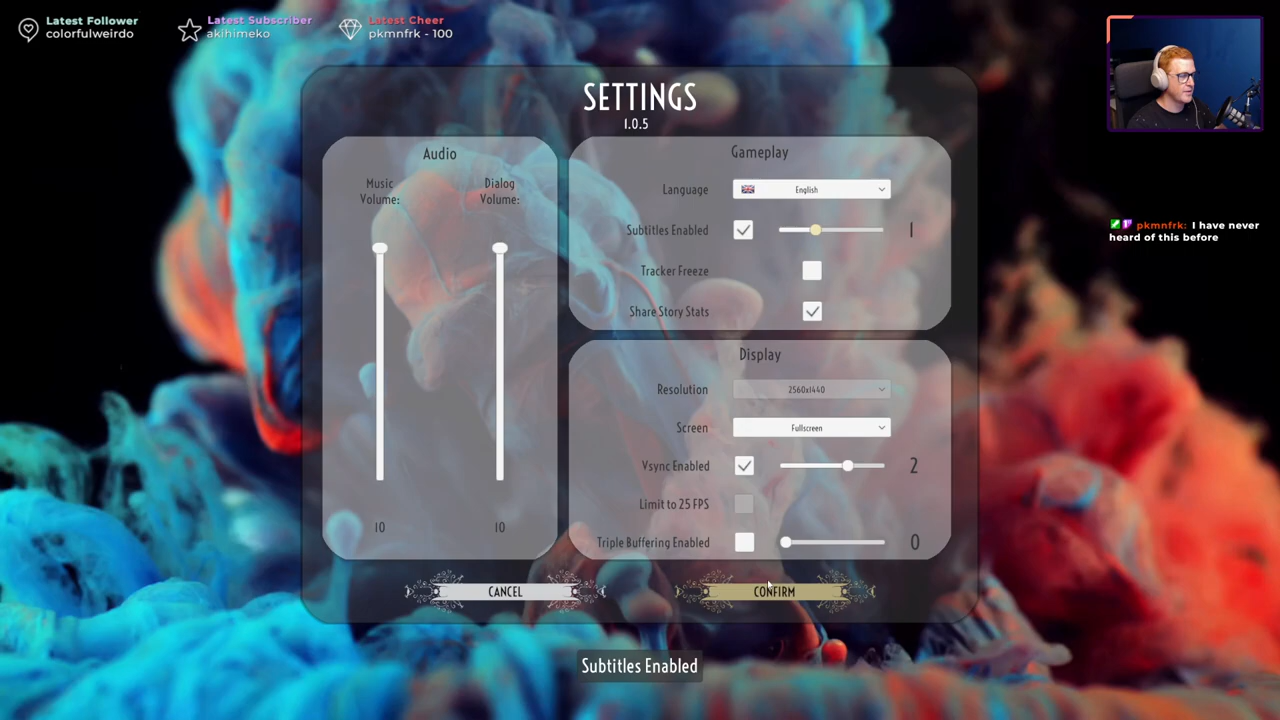 Latest Follower
colorfulweirdo
Latest Subscriber
akihimeko
Latest Cheer
pkmnfrk - 100
SETTINGS
1.0.5
Audio
Music
Volume:
Dialog
Volume:
10
10
Gameplay
Language
English
Subtitles Enabled
1
Tracker Freeze
Share Story Stats
Display
Resolution
2560x1440
Screen
Fullscreen
Vsync Enabled
2
Limit to 25 FPS
Triple Buffering Enabled
0
CANCEL
CONFIRM
Subtitles Enabled
pkmnfrk: I have never
heard of this before